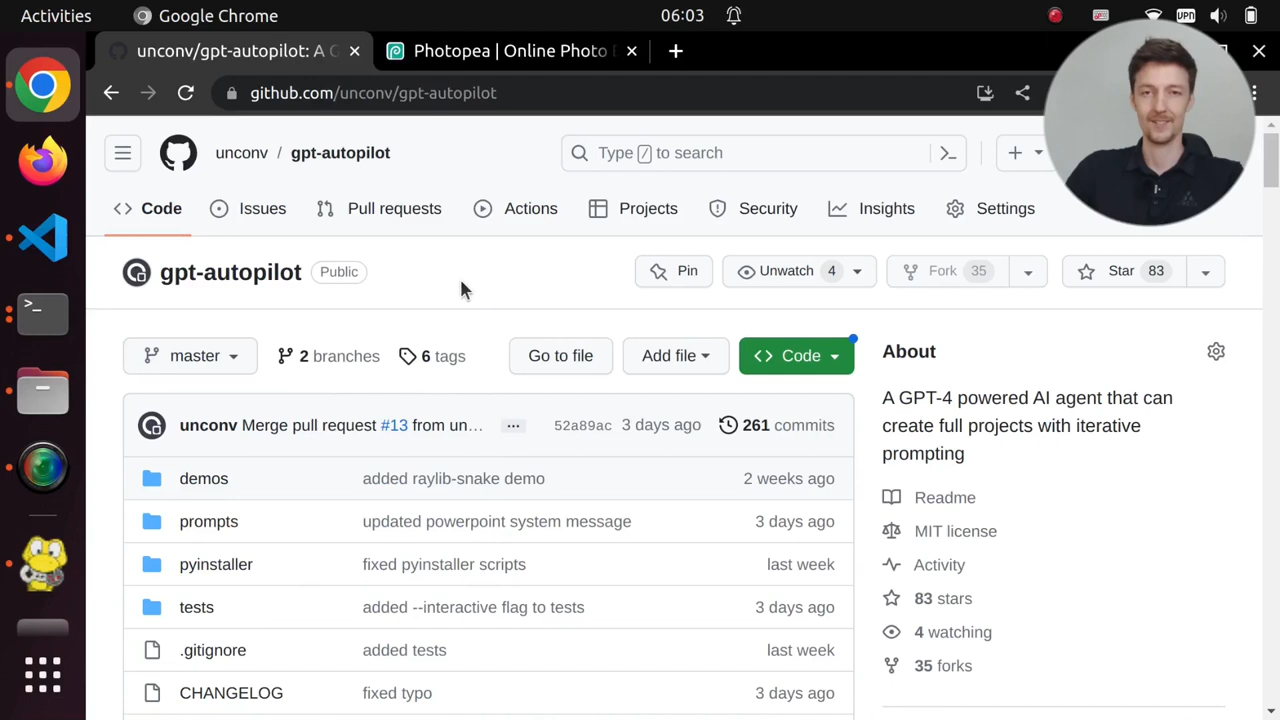 Activities
Google Chrome
06:03
VPN
unconv/gpt-autopilot: A G
Photopea | Online Photo
github.com/unconv/gpt-autopilot
unconv / gpt-autopilot
Type / to search
Code
Issues
Pull requests
Actions
Projects
Security
Insights
Settings
gpt-autopilot
Public
Pin
Unwatch 4
Fork 35
Star 83
master
2 branches
6 tags
Go to file
Add file
Code
About
A GPT-4 powered AI agent that can
create full projects with iterative
prompting
unconv Merge pull request #13 from un…
52a89ac 3 days ago
261 commits
demos
added raylib-snake demo
2 weeks ago
prompts
updated powerpoint system message
3 days ago
pyinstaller
fixed pyinstaller scripts
last week
tests
added --interactive flag to tests
3 days ago
.gitignore
added tests
last week
CHANGELOG
fixed typo
3 days ago
Readme
MIT license
Activity
83 stars
4 watching
35 forks